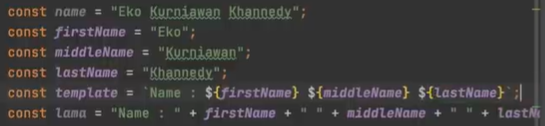 const name = "Eko Kurniawan Khannedy";
const firstName = "Eko";
const middleName = "Kurniawan";
const lastName = "Khannedy";
const template = `Name : ${firstName} ${middleName} ${lastName}`;
const lama = "Name : " + firstName + " " + middleName + " " + lastN